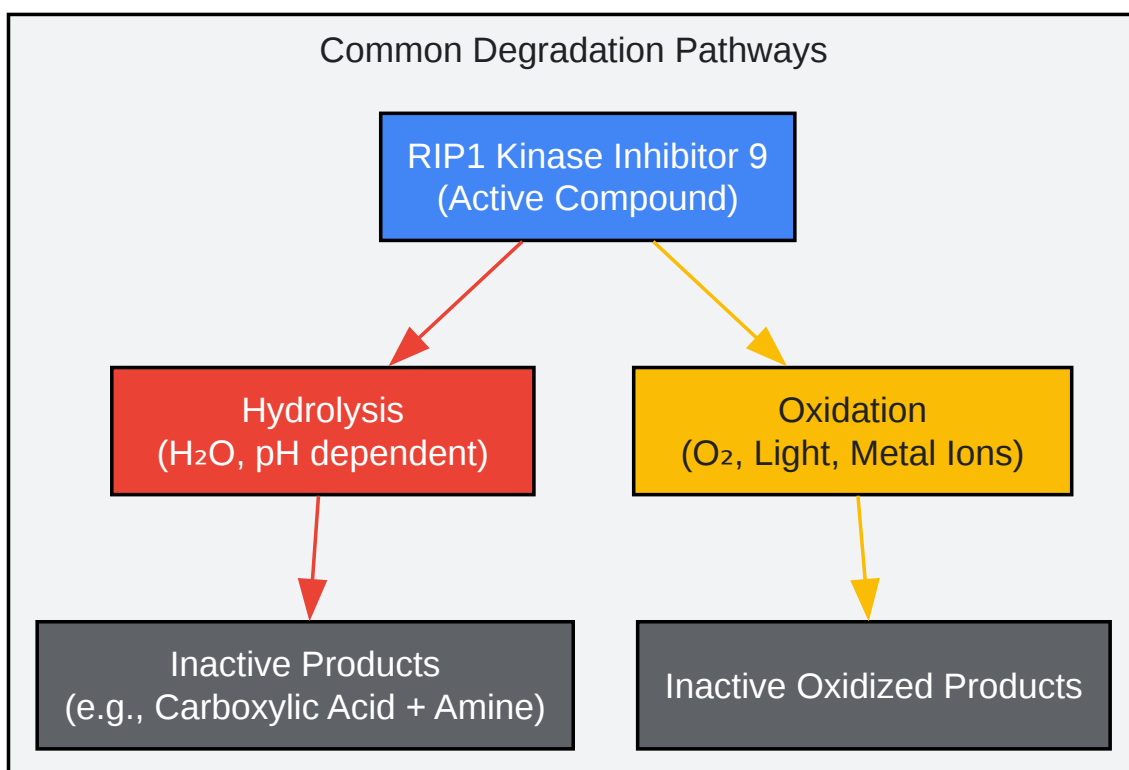 Common Degradation Pathways
RIP1 Kinase Inhibitor 9
(Active Compound)
Hydrolysis
(H₂O, pH dependent)
Oxidation
(O₂, Light, Metal Ions)
Inactive Products
(e.g., Carboxylic Acid + Amine)
Inactive Oxidized Products